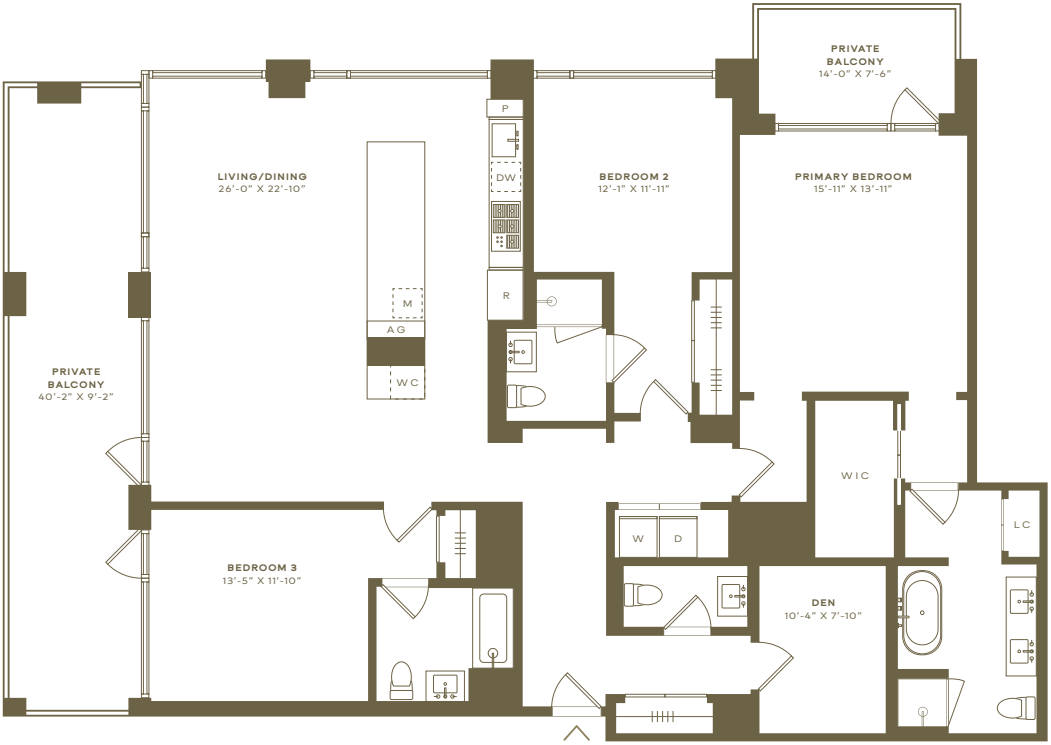 PRIVATE
BALCONY
14'-0" X 7'-6"
P
LIVING/DINING
26'-0" X 22'-10"
DW
BEDROOM 2
12'-1" X 11'-11"
PRIMARY BEDROOM
15'-11" X 13'-11"
M
R
AG
PRIVATE
BALCONY
40'-2" X 9'-2"
WC
WIC
LC
W
D
BEDROOM 3
13'-5" X 11'-10"
DEN
10'-4" X 7'-10"